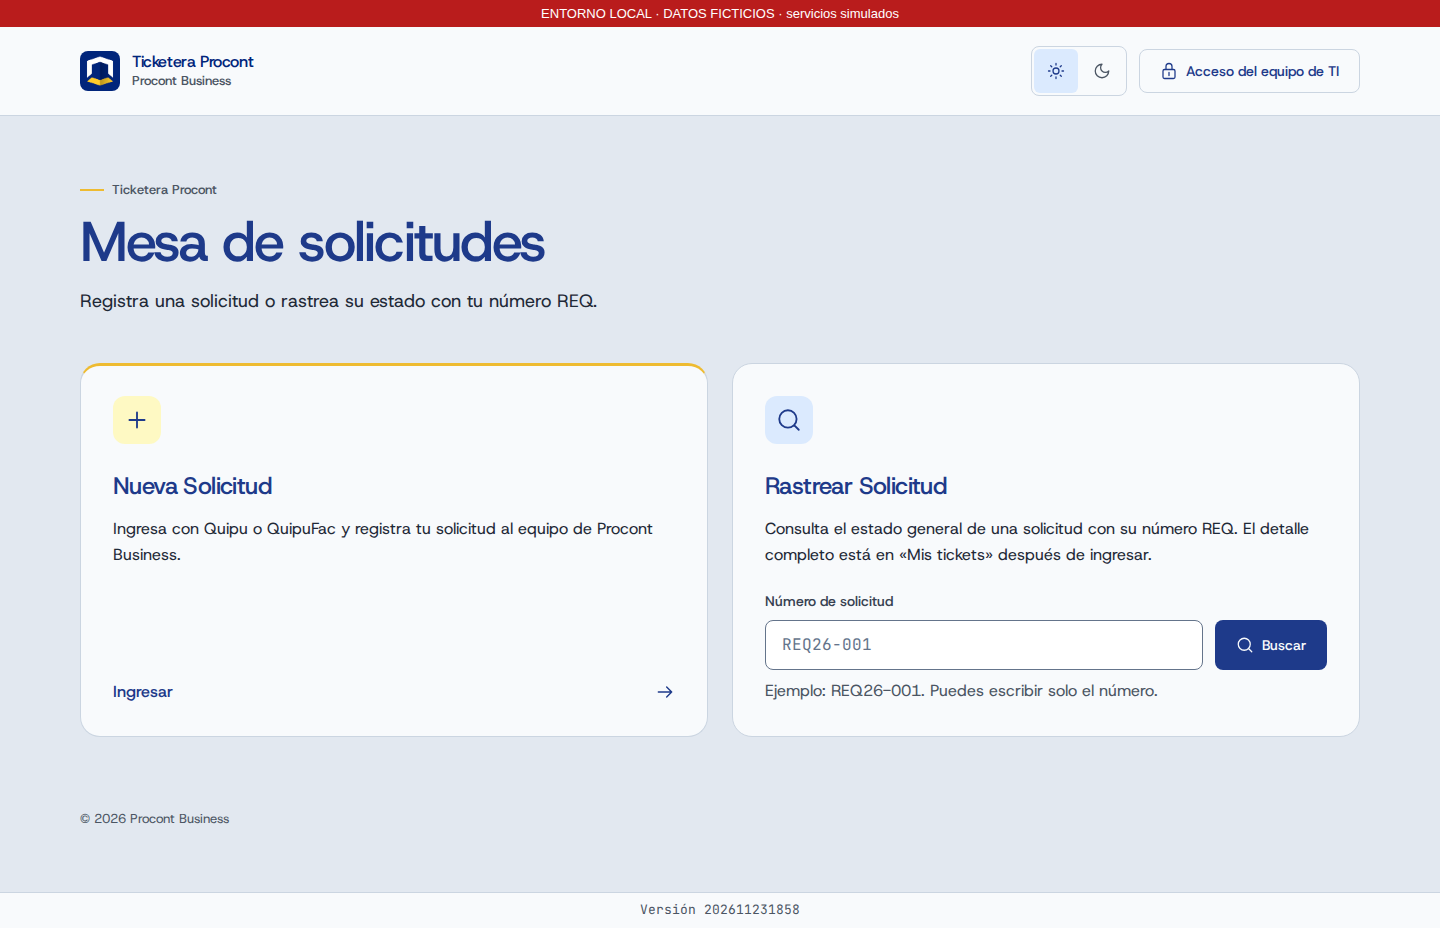 ENTORNO LOCAL · DATOS FICTICIOS · servicios simulados
Ticketera Procont
Procont Business
Acceso del equipo de TI
Ticketera Procont
Mesa de solicitudes
Registra una solicitud o rastrea su estado con tu número REQ.
Nueva Solicitud
Ingresa con Quipu o QuipuFac y registra tu solicitud al equipo de Procont
Business.
Ingresar
Rastrear Solicitud
Consulta el estado general de una solicitud con su número REQ. El detalle
completo está en «Mis tickets» después de ingresar.
Número de solicitud
REQ26-001
Buscar
Ejemplo: REQ26-001. Puedes escribir solo el número.
© 2026 Procont Business
Versión 202611231858